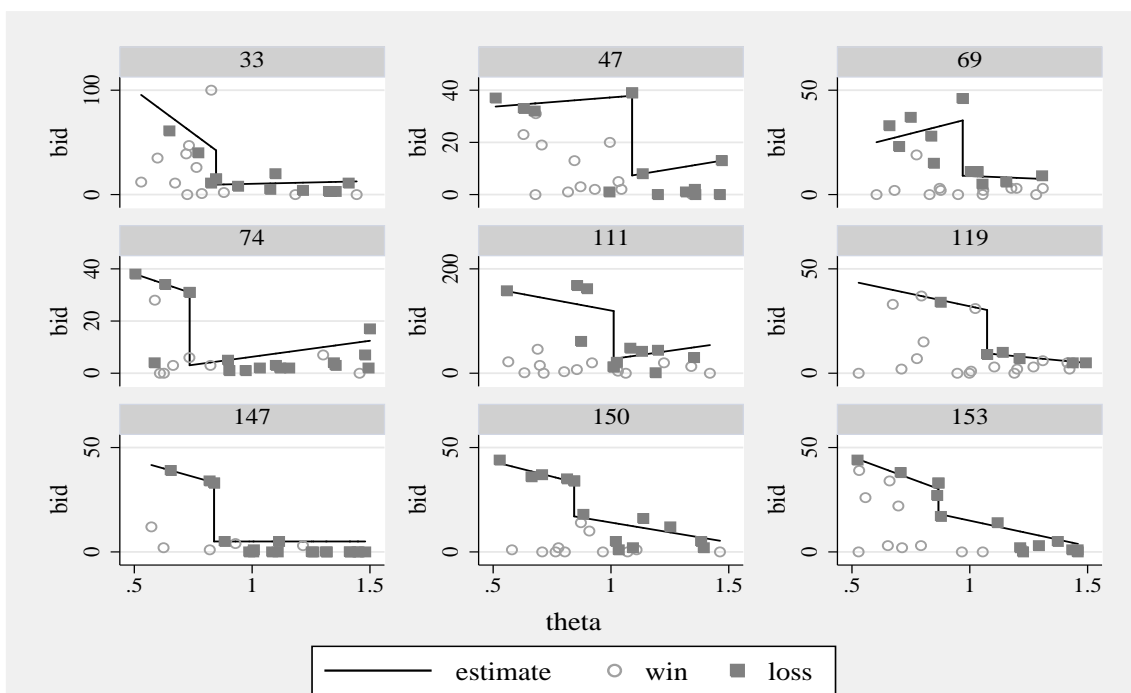 33 47 69
bid 0 100
bid 0 20 40
bid 0 50
74 111 119
bid 0 20 40
bid 0 200
bid 0 50
147 150 153
bid 0 50
bid 0 50
bid 0 50
.5 1 1.5 .5 1 1.5 .5 1 1.5
theta
estimate win loss